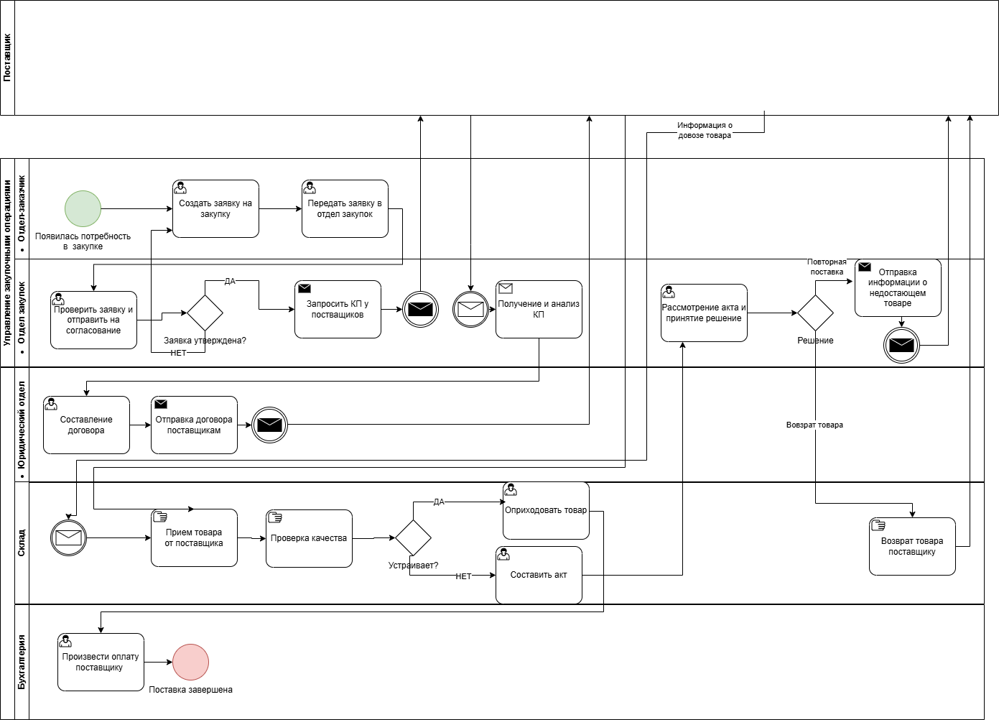 Поставщик
Информация о
довозе товара
Управление закупочными операциями
• Отдел-заказчик
Появилась потребность
в закупке
Создать заявку на
закупку
Передать заявку в
отдел закупок
• Отдел закупок
Проверить заявку и
отправить на
согласование
Заявка утверждена?
ДА
НЕТ
Запросить КП у
поставщиков
Получение и анализ
КП
Рассмотрение акта и
принятие решение
Решение
Повторная
поставка
Отправка
информации о
недостающем
товаре
• Юридический отдел
Составление
договора
Отправка договора
поставщикам
Вовзрат товара
Склад
Прием товара
от поставщика
Проверка качества
Устраивает?
ДА
НЕТ
Оприходовать товар
Составить акт
Возврат товара
поставщику
Бухгалтерия
Произвести оплату
поставщику
Поставка завершена